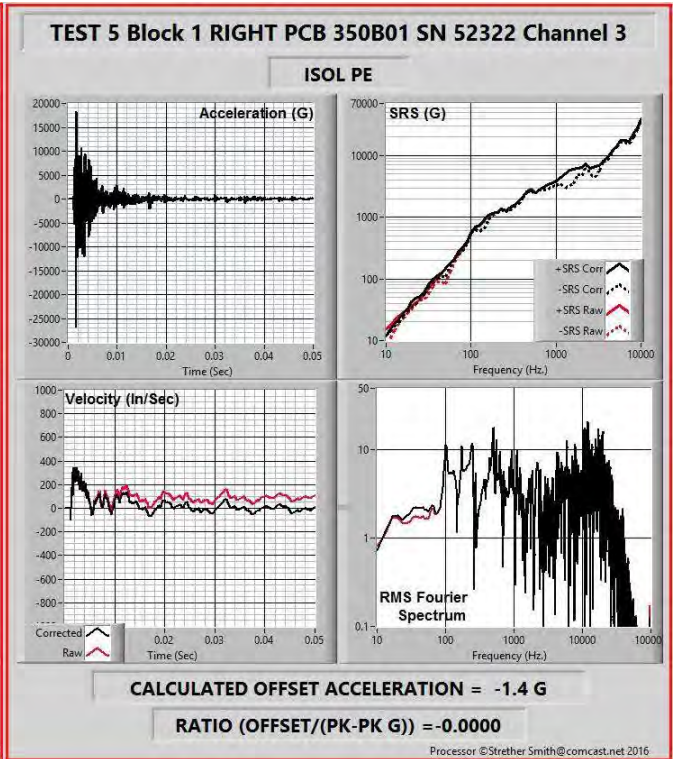 TEST 5 Block 1 RIGHT PCB 350B01 SN 52322 Channel 3
ISOL PE
Acceleration (G)
20000
15000
10000
5000
0
-5000
-10000
-15000
-20000
-25000
-30000
0 0.01 0.02 0.03 0.04 0.05
Time (Sec)
SRS (G)
70000
10000
1000
100
10
+SRS Corr
-SRS Corr
+SRS Raw
-SRS Raw
10 100 1000 10000
Frequency (Hz.)
Velocity (In/Sec)
1000
800
600
400
200
0
-200
-400
-600
-800
Corrected
Raw
0.02 0.03 0.04 0.05
Time (Sec)
50
10
1
0.1
RMS Fourier
Spectrum
10 100 1000 10000 100000
Frequency (Hz.)
CALCULATED OFFSET ACCELERATION = -1.4 G
RATIO (OFFSET/(PK-PK G)) =-0.0000
Processor ©Strether Smith@comcast.net 2016